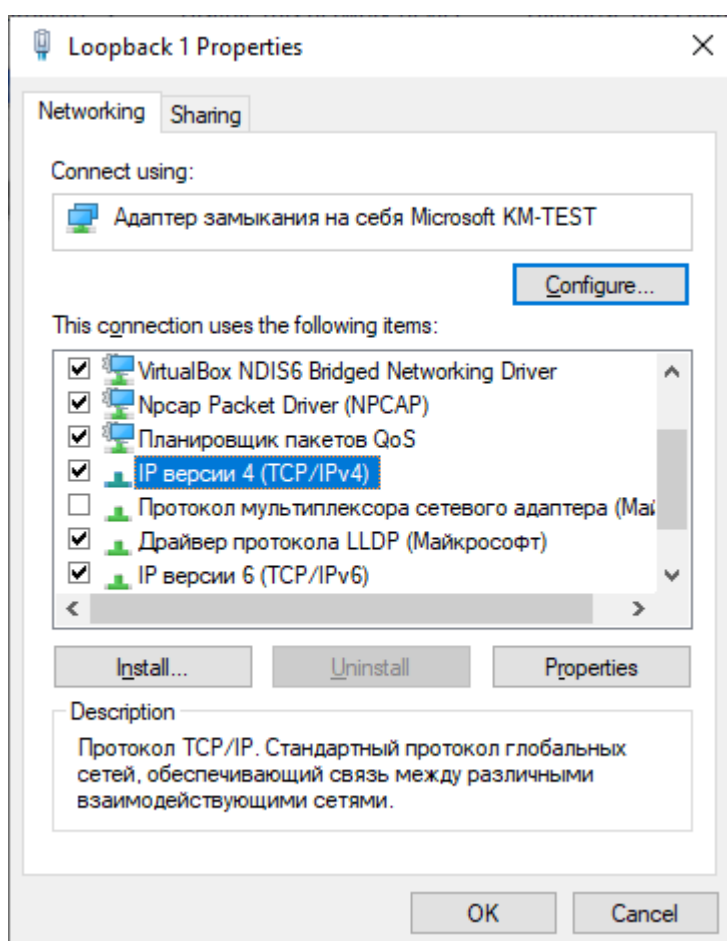 Loopback 1 Properties
Networking
Sharing
Connect using:
Адаптер замыкания на себя Microsoft KM-TEST
Configure...
This connection uses the following items:
VirtualBox NDIS6 Bridged Networking Driver
Npcap Packet Driver (NPCAP)
Планировщик пакетов QoS
IP версии 4 (TCP/IPv4)
Протокол мультиплексора сетевого адаптера (Май
Драйвер протокола LLDP (Майкрософт)
IP версии 6 (TCP/IPv6)
Install...
Uninstall
Properties
Description
Протокол TCP/IP. Стандартный протокол глобальных
сетей, обеспечивающий связь между различными
взаимодействующими сетями.
OK
Cancel